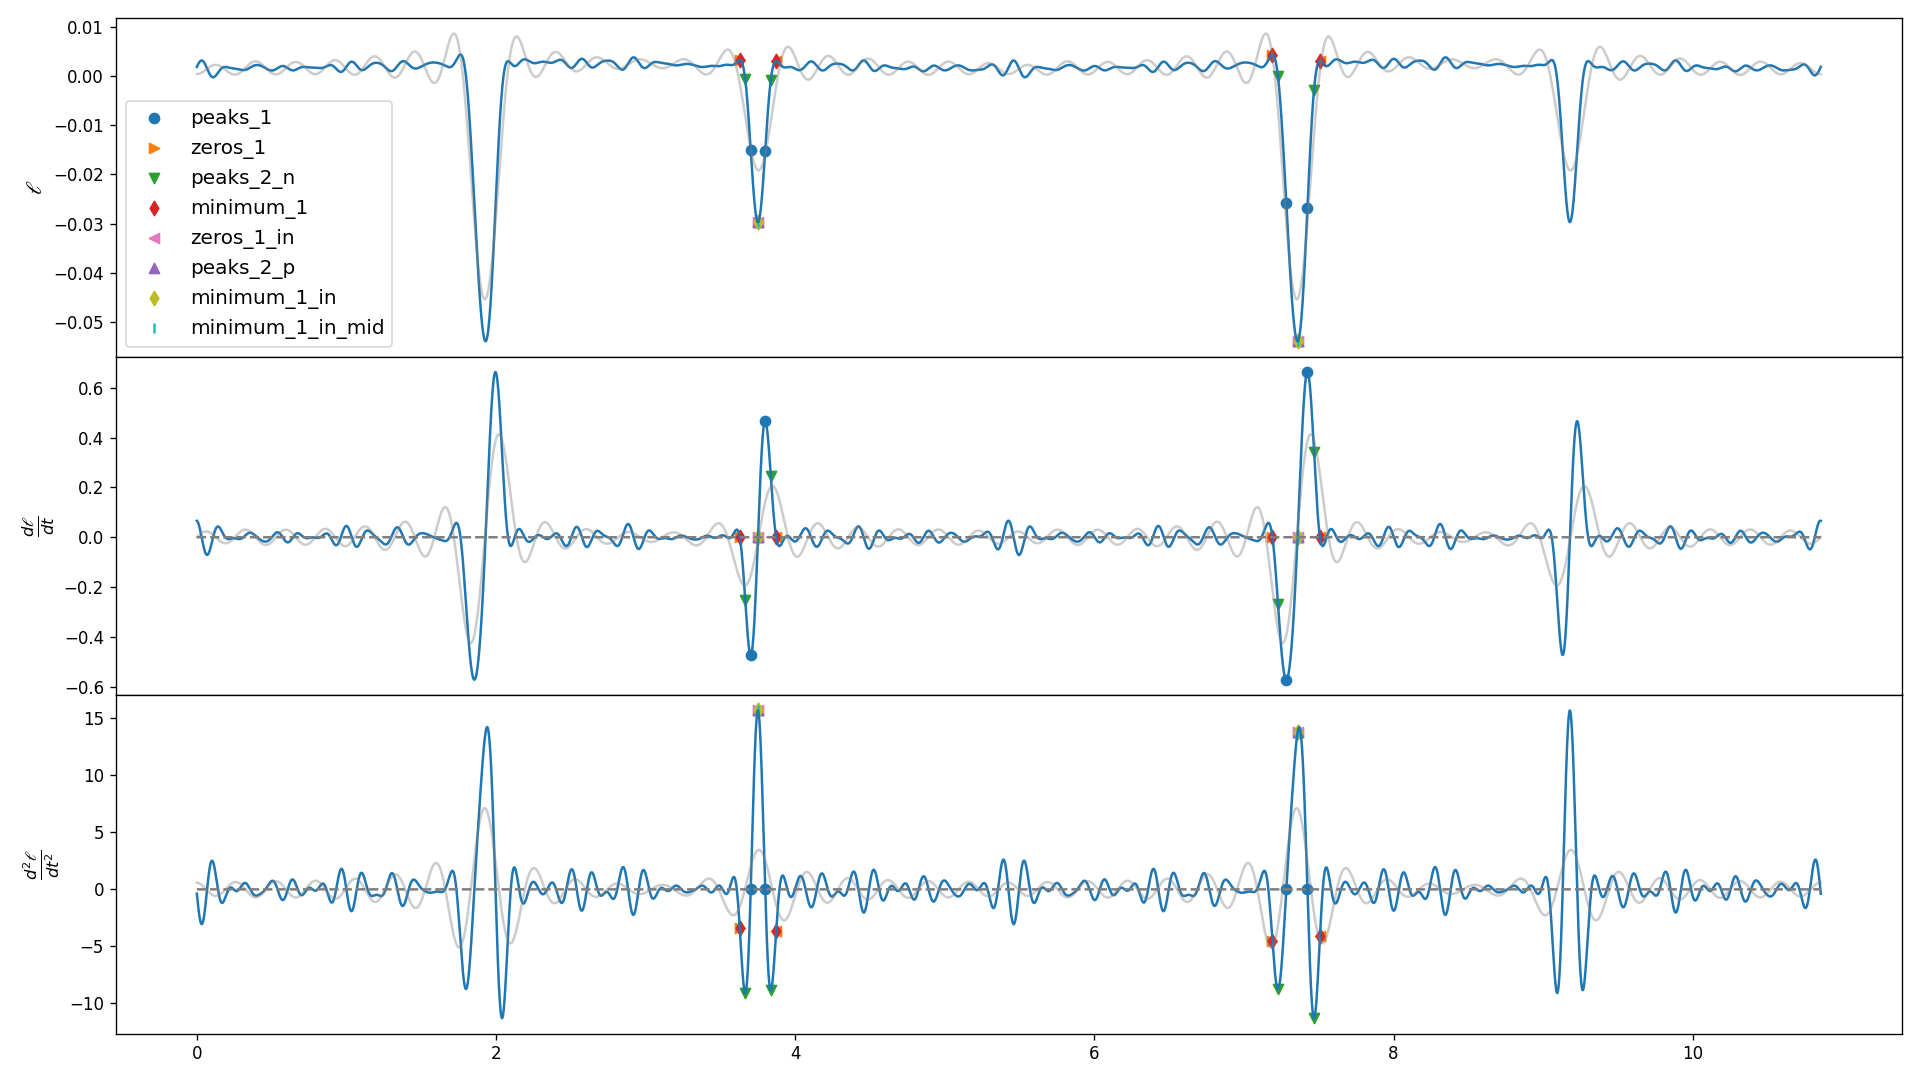 0.01
0.00
−0.01
−0.02
−0.03
−0.04
−0.05
ℓ
peaks_1
zeros_1
peaks_2_n
minimum_1
zeros_1_in
peaks_2_p
minimum_1_in
minimum_1_in_mid
0.6
0.4
0.2
0.0
−0.2
−0.4
−0.6
dℓ
dt
15
10
5
0
−5
−10
d²ℓ
dt²
0 2 4 6 8 10